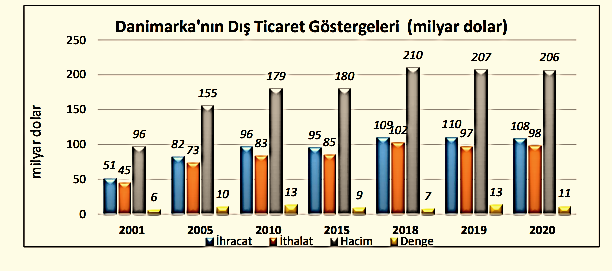 Danimarka'nın Dış Ticaret Göstergeleri (milyar dolar)
250
200
150
100
50
0
milyar dolar
51 45 96 6
82 73 155 10
96 83 179 13
95 85 180 9
109 102 210 7
110 97 207 13
108 98 206 11
2001 2005 2010 2015 2018 2019 2020
İhracat İthalat Hacim Denge